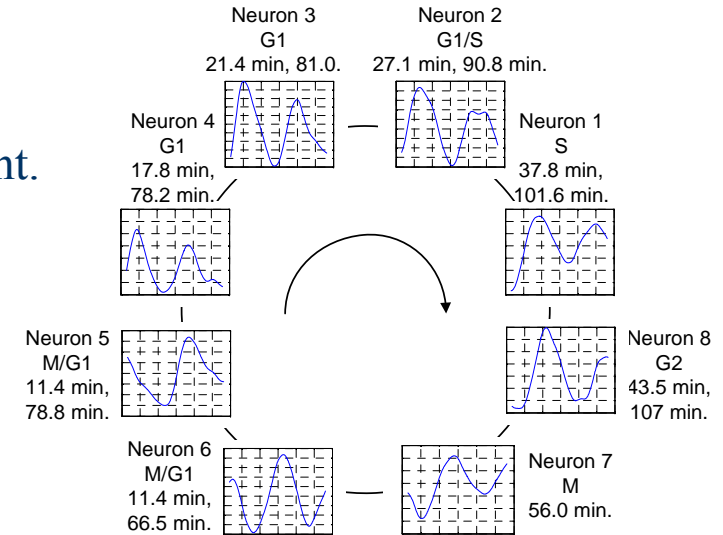 Neuron 3
G1
21.4 min, 81.0.
Neuron 2
G1/S
27.1 min, 90.8 min.
Neuron 4
G1
17.8 min,
78.2 min.
Neuron 1
S
37.8 min,
101.6 min.
nt.
Neuron 5
M/G1
11.4 min,
78.8 min.
Neuron 8
G2
43.5 min,
107 min.
Neuron 6
M/G1
11.4 min,
66.5 min.
Neuron 7
M
56.0 min.